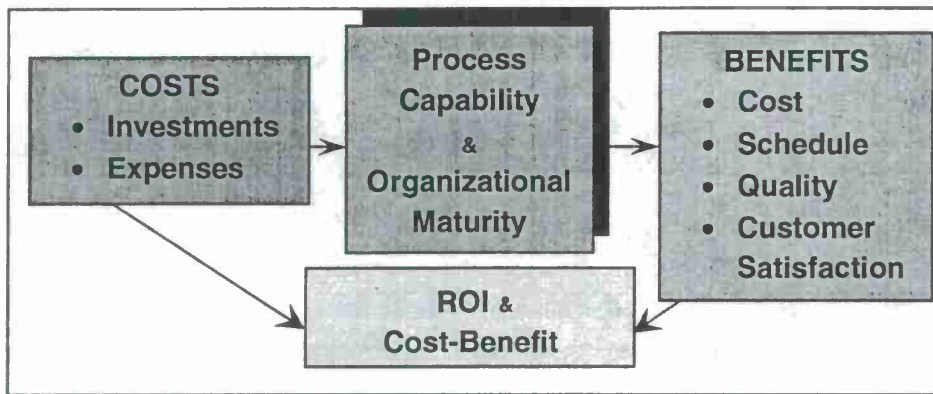 COSTS
• Investments
• Expenses
Process
Capability
&
Organizational
Maturity
BENEFITS
• Cost
• Schedule
• Quality
• Customer
Satisfaction
ROI &
Cost-Benefit